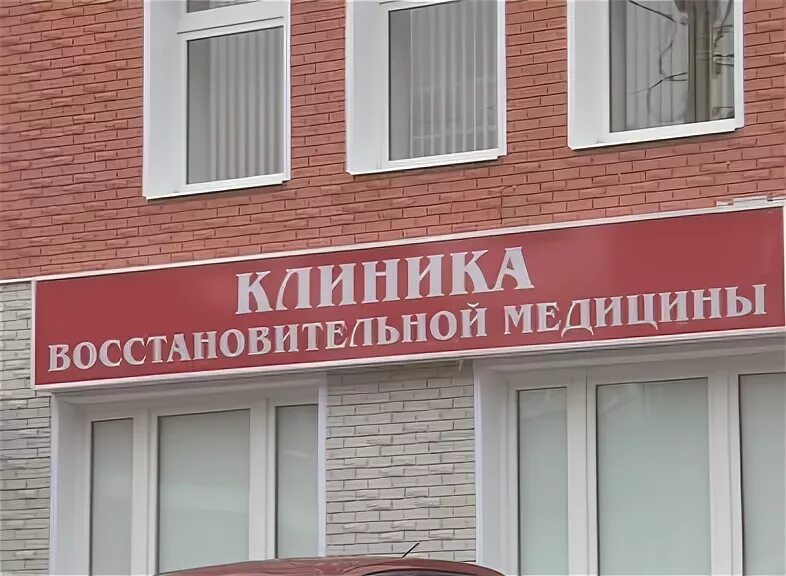 КЛИНИКА
ВОССТАНОВИТЕЛЬНОЙ МЕДИЦИНЫ